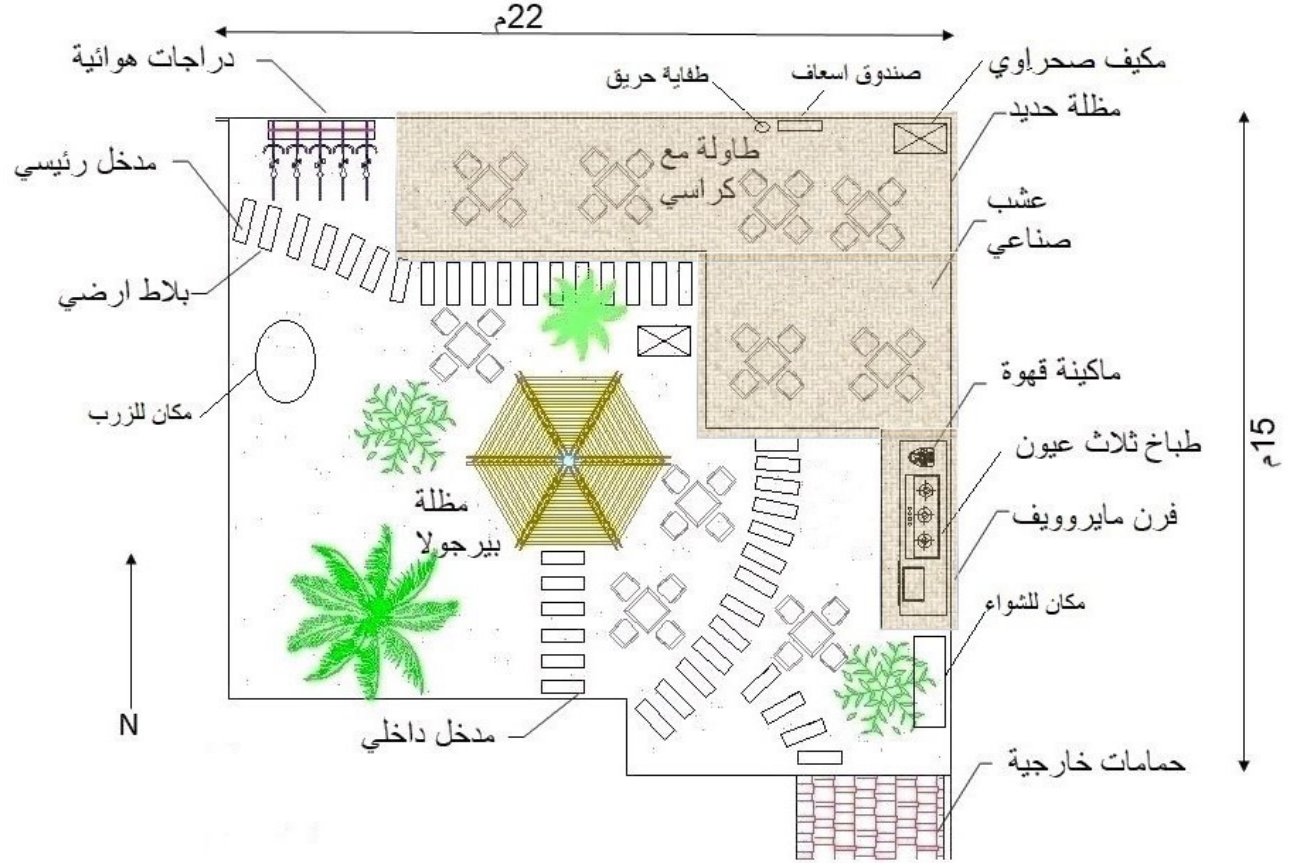 22م
دراجات هوائية
طفاية حريق
صندوق اسعاف
مكيف صحراوي
مظلة حديد
مدخل رئيسي
طاولة مع
كراسي
عشب
صناعي
بلاط ارضي
ماكينة قهوة
مكان للزرب
15م
طباخ ثلاث عيون
مظلة
بيرجولا
فرن مايروويف
مكان للشواء
N
مدخل داخلي
حمامات خارجية